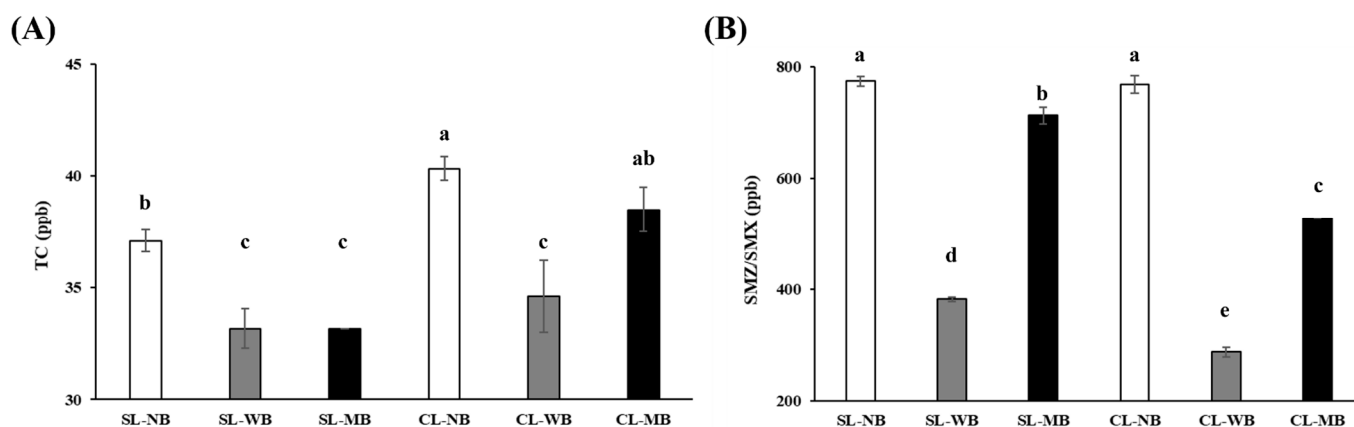 (A)
TC (ppb)
45
40
35
30
b
c
c
a
c
ab
SL-NB SL-WB SL-MB CL-NB CL-WB CL-MB
(B)
SMZ/SMX (ppb)
800
600
400
200
a
d
b
a
e
c
SL-NB SL-WB SL-MB CL-NB CL-WB CL-MB